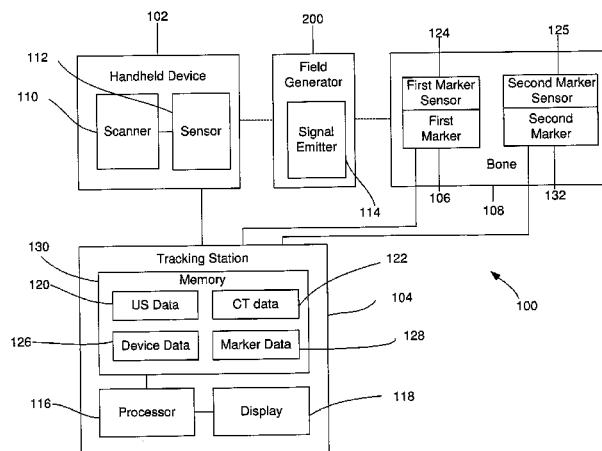 102
200
124
125
112
110
Handheld Device
Scanner
Sensor
Field
Generator
Signal
Emitter
114
First Marker
Sensor
First
Marker
Second Marker
Sensor
Second
Marker
Bone
106
108
132
130
Tracking Station
Memory
120
US Data
CT data
122
126
Device Data
Marker Data
128
104
100
116
Processor
Display
118